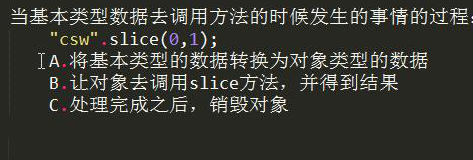 当基本类型数据去调用方法的时候发生的事情的过程
"csw".slice(0,1);
A.将基本类型的数据转换为对象类型的数据
B.让对象去调用slice方法，并得到结果
C.处理完成之后，销毁对象